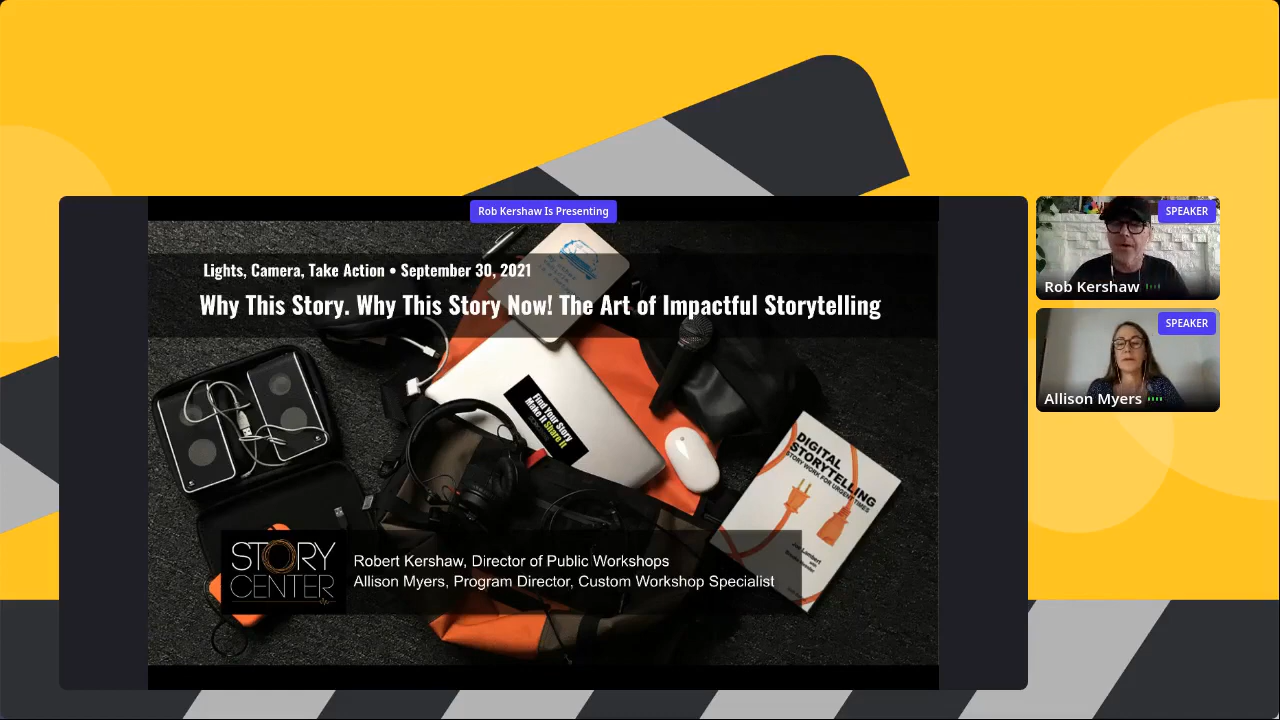 Rob Kershaw Is Presenting
Lights, Camera, Take Action • September 30, 2021
Why This Story. Why This Story Now! The Art of Impactful Storytelling
Find Your Story
Make It Share It
DIGITAL
STORYTELLING
STORY WORK FOR URGENT TIMES
Joe Lambert
STORY
CENTER
Robert Kershaw, Director of Public Workshops
Allison Myers, Program Director, Custom Workshop Specialist
SPEAKER
Rob Kershaw
SPEAKER
Allison Myers